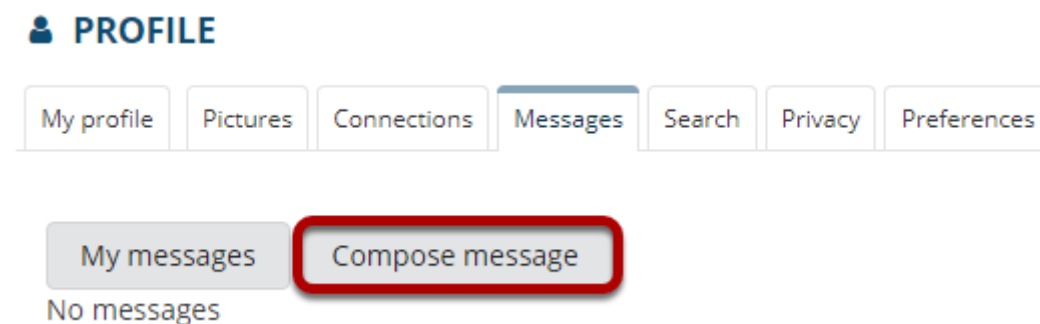 PROFILE
My profile Pictures Connections Messages Search Privacy Preferences
My messages Compose message
No messages